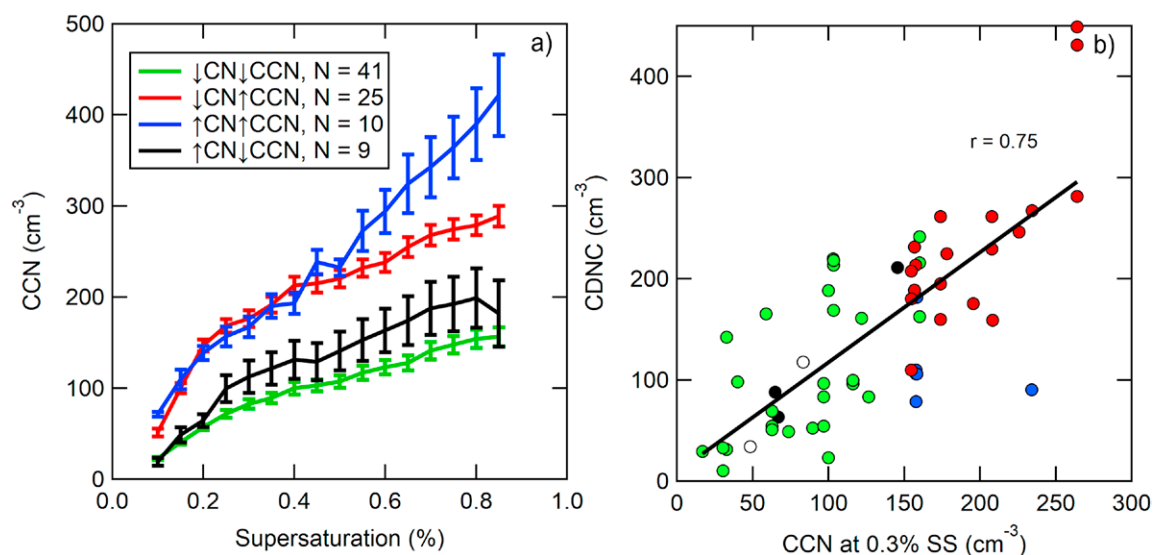 500
400
300
200
100
0
CCN (cm⁻³)
a)
↓CN↓CCN, N = 41
↓CN↑CCN, N = 25
↑CN↑CCN, N = 10
↑CN↓CCN, N = 9
0.0 0.2 0.4 0.6 0.8 1.0
Supersaturation (%)
400
300
200
100
0
CDNC (cm⁻³)
b)
r = 0.75
0 50 100 150 200 250 300
CCN at 0.3% SS (cm⁻³)